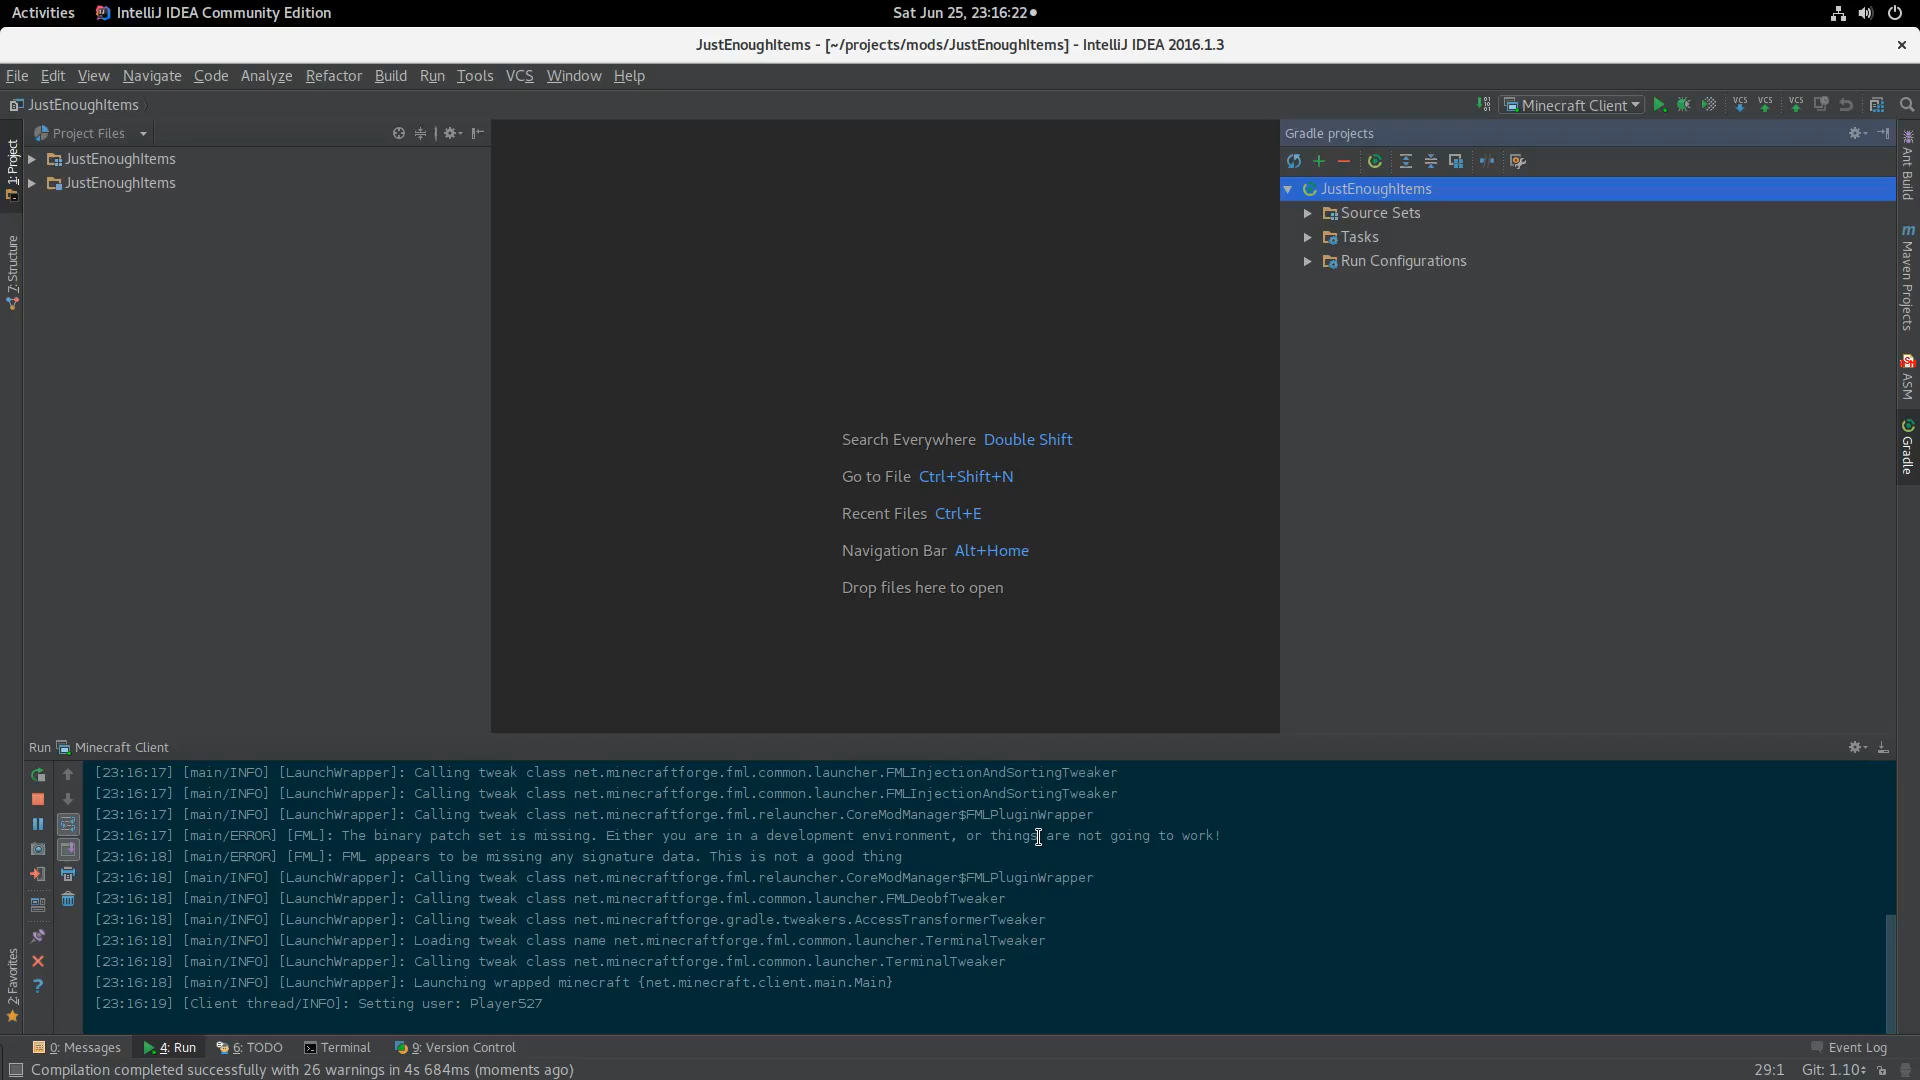 Activities IntelliJ IDEA Community Edition Sat Jun 25, 23:16:22
JustEnoughItems - [~/projects/mods/JustEnoughItems] - IntelliJ IDEA 2016.1.3
File Edit View Navigate Code Analyze Refactor Build Run Tools VCS Window Help
JustEnoughItems Minecraft Client VCS VCS VCS
Project Files
JustEnoughItems
JustEnoughItems
1: Project
7: Structure
2: Favorites
Search Everywhere Double Shift
Go to File Ctrl+Shift+N
Recent Files Ctrl+E
Navigation Bar Alt+Home
Drop files here to open
Gradle projects
JustEnoughItems
Source Sets
Tasks
Run Configurations
Ant Build
Maven Projects
ASM
Gradle
Run Minecraft Client
[23:16:17] [main/INFO] [LaunchWrapper]: Calling tweak class net.minecraftforge.fml.common.launcher.FMLInjectionAndSortingTweaker
[23:16:17] [main/INFO] [LaunchWrapper]: Calling tweak class net.minecraftforge.fml.common.launcher.FMLInjectionAndSortingTweaker
[23:16:17] [main/INFO] [LaunchWrapper]: Calling tweak class net.minecraftforge.fml.relauncher.CoreModManager$FMLPluginWrapper
[23:16:17] [main/ERROR] [FML]: The binary patch set is missing. Either you are in a development environment, or things are not going to work!
[23:16:18] [main/ERROR] [FML]: FML appears to be missing any signature data. This is not a good thing
[23:16:18] [main/INFO] [LaunchWrapper]: Calling tweak class net.minecraftforge.fml.relauncher.CoreModManager$FMLPluginWrapper
[23:16:18] [main/INFO] [LaunchWrapper]: Calling tweak class net.minecraftforge.fml.common.launcher.FMLDeobfTweaker
[23:16:18] [main/INFO] [LaunchWrapper]: Calling tweak class net.minecraftforge.gradle.tweakers.AccessTransformerTweaker
[23:16:18] [main/INFO] [LaunchWrapper]: Loading tweak class name net.minecraftforge.fml.common.launcher.TerminalTweaker
[23:16:18] [main/INFO] [LaunchWrapper]: Calling tweak class net.minecraftforge.fml.common.launcher.TerminalTweaker
[23:16:18] [main/INFO] [LaunchWrapper]: Launching wrapped minecraft {net.minecraft.client.main.Main}
[23:16:19] [Client thread/INFO]: Setting user: Player527
0: Messages 4: Run 6: TODO Terminal 9: Version Control Event Log
Compilation completed successfully with 26 warnings in 4s 684ms (moments ago) 29:1 Git: 1.10